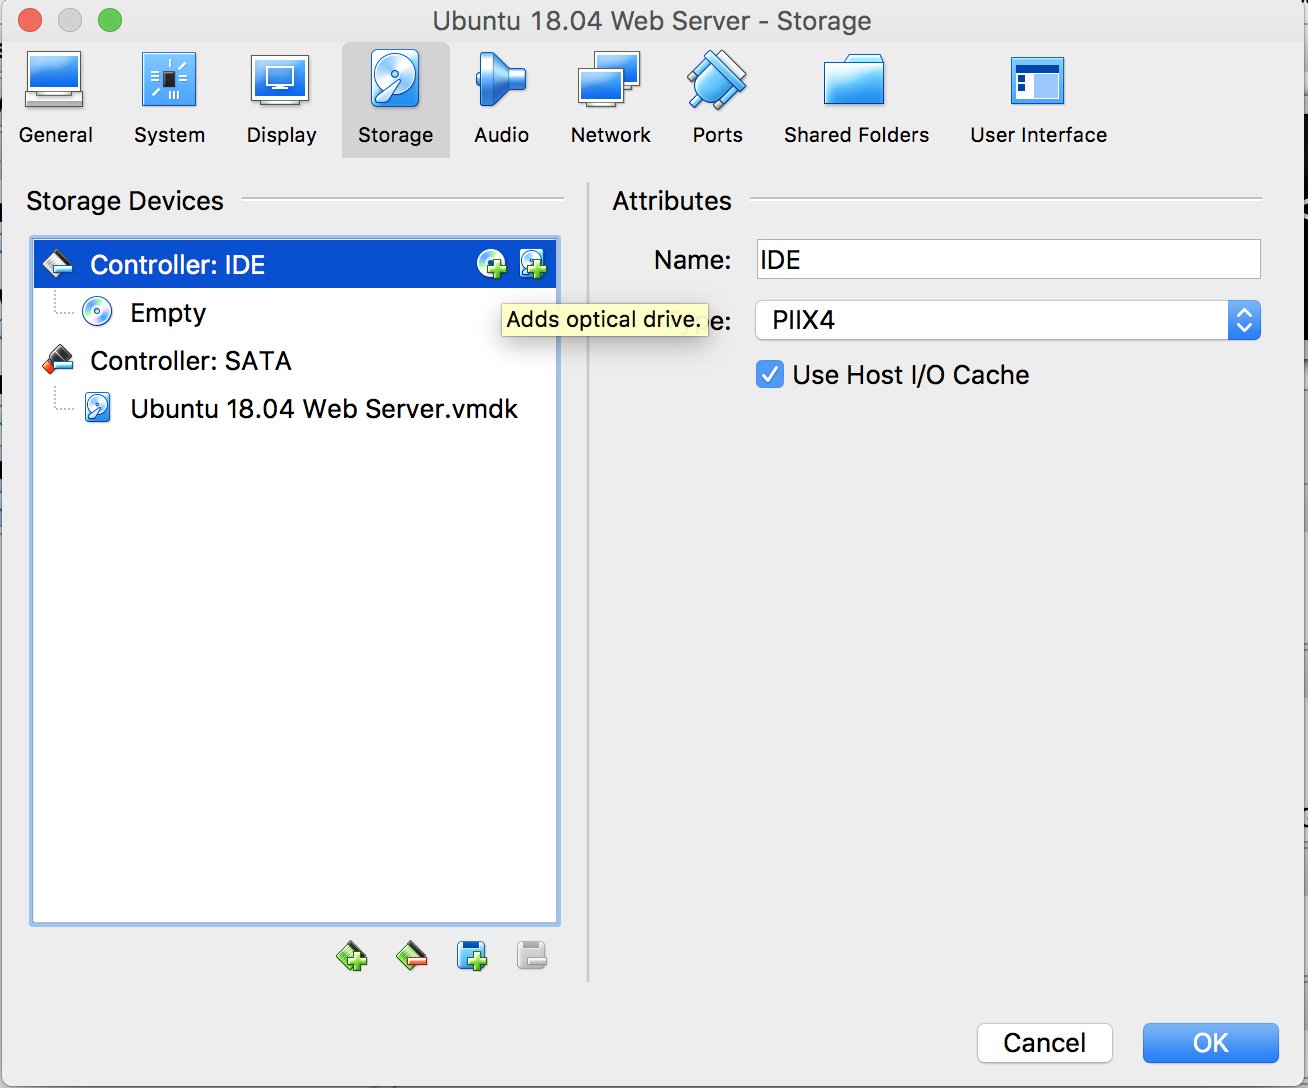 Ubuntu 18.04 Web Server - Storage
General
System
Display
Storage
Audio
Network
Ports
Shared Folders
User Interface
Storage Devices
Attributes
Controller: IDE
Name:
IDE
Empty
Adds optical drive.
e:
PIIX4
Controller: SATA
Use Host I/O Cache
Ubuntu 18.04 Web Server.vmdk
Cancel
OK